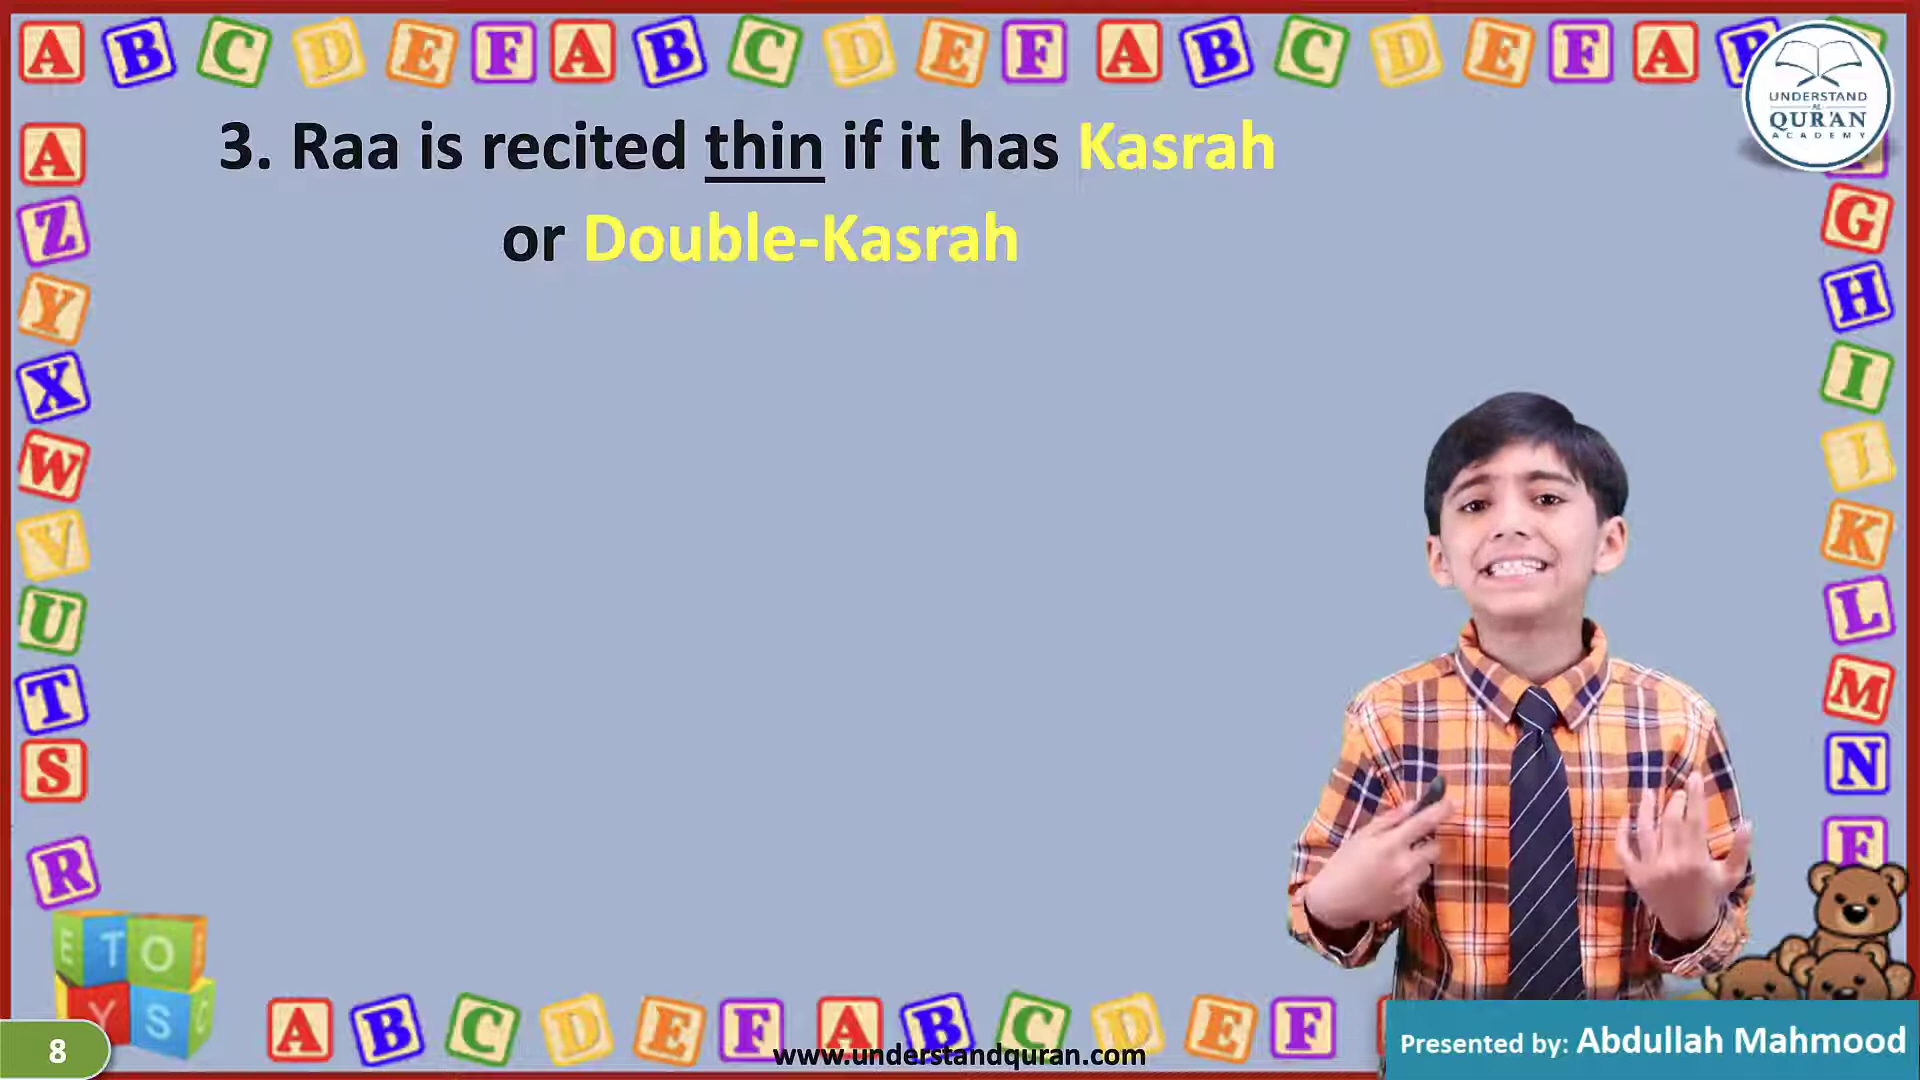 A B C D E F A B C D E F A B C D E F A B
UNDERSTAND
AL
QUR'AN
ACADEMY
3. Raa is recited thin if it has Kasrah
or Double-Kasrah
A
Z
Y
X
W
V
U
T
S
R
G
H
I
J
K
L
M
N
E T O
Y S
A B C D E F A B C D E F
8
www.understandquran.com
Presented by: Abdullah Mahmood